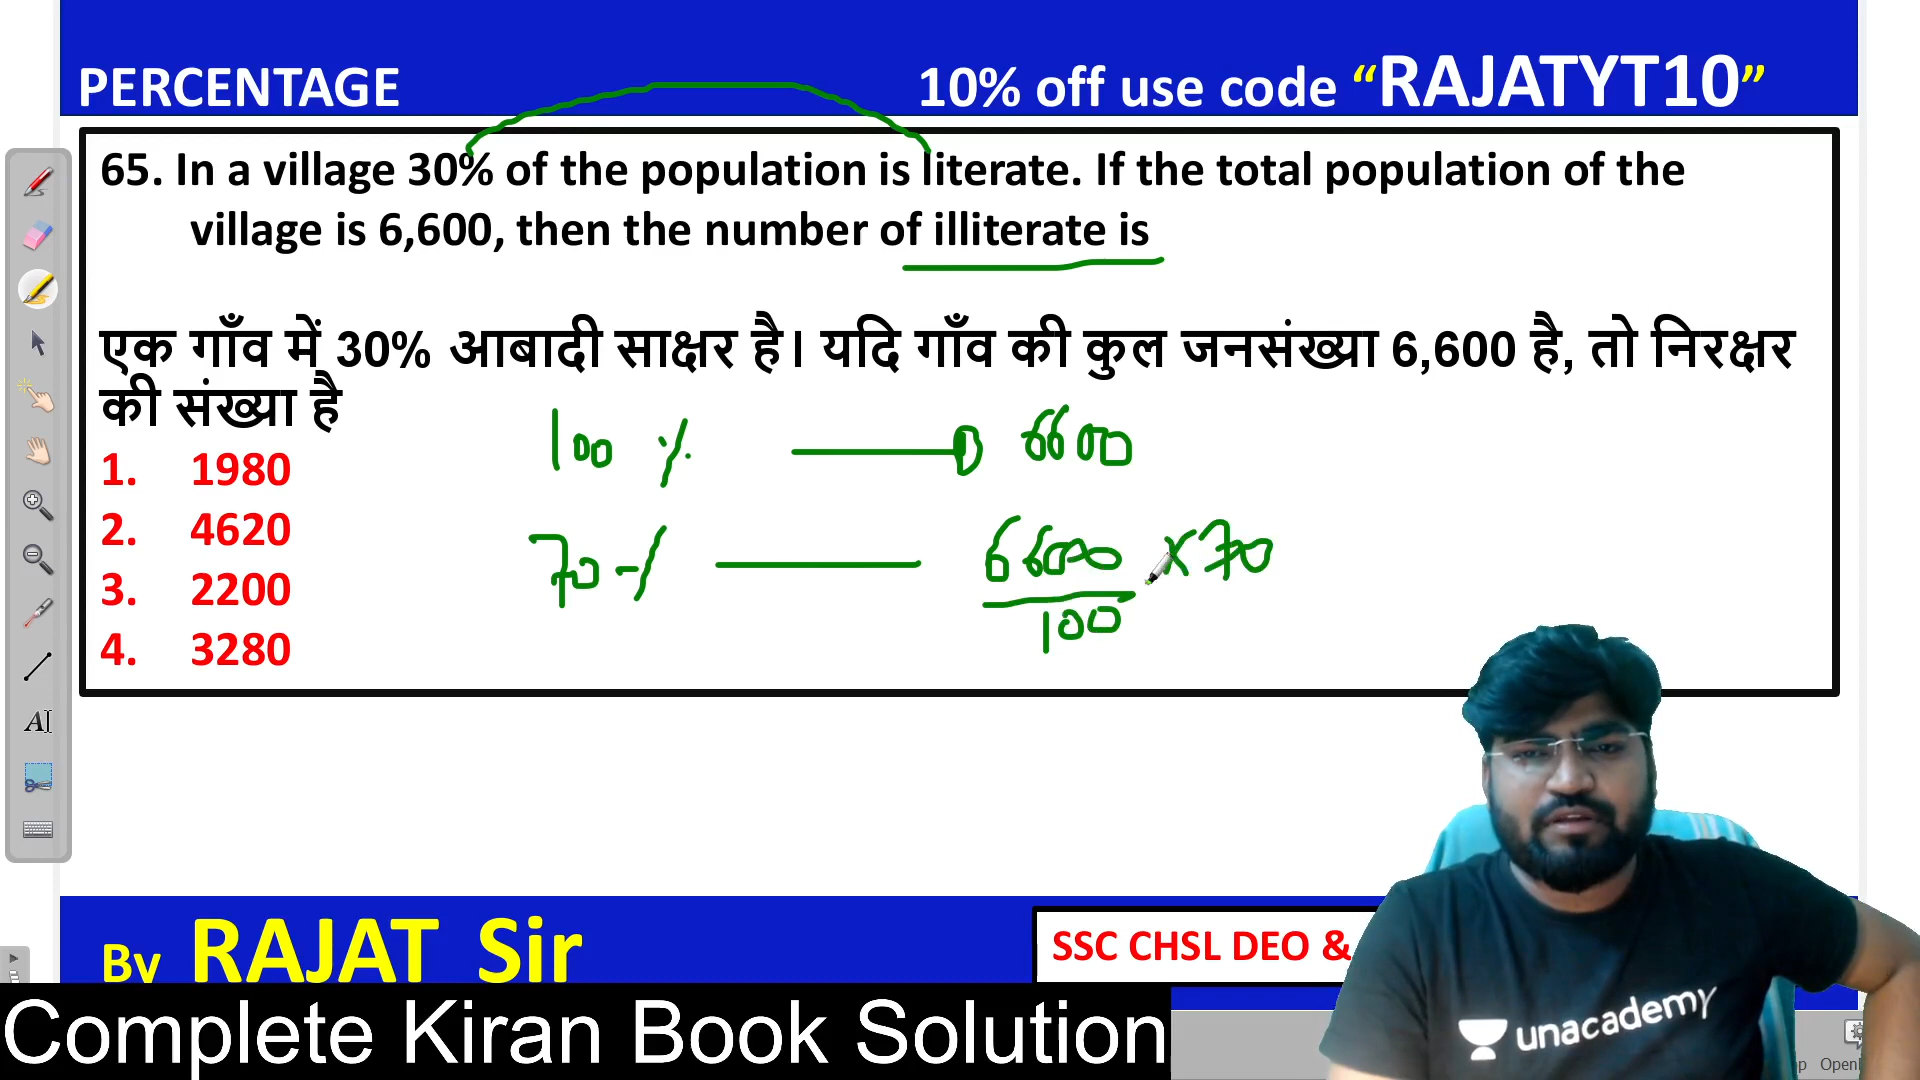 PERCENTAGE
10% off use code “RAJATYT10”
65. In a village 30% of the population is literate. If the total population of the
village is 6,600, then the number of illiterate is
एक गाँव में 30% आबादी साक्षर है। यदि गाँव की कुल जनसंख्या 6,600 है, तो निरक्षर
की संख्या है
100 % 6600
1. 1980
2. 4620
70 % 6600 × 70
100
3. 2200
4. 3280
AI
By RAJAT Sir
SSC CHSL DEO &
unacademy
Complete Kiran Book Solution